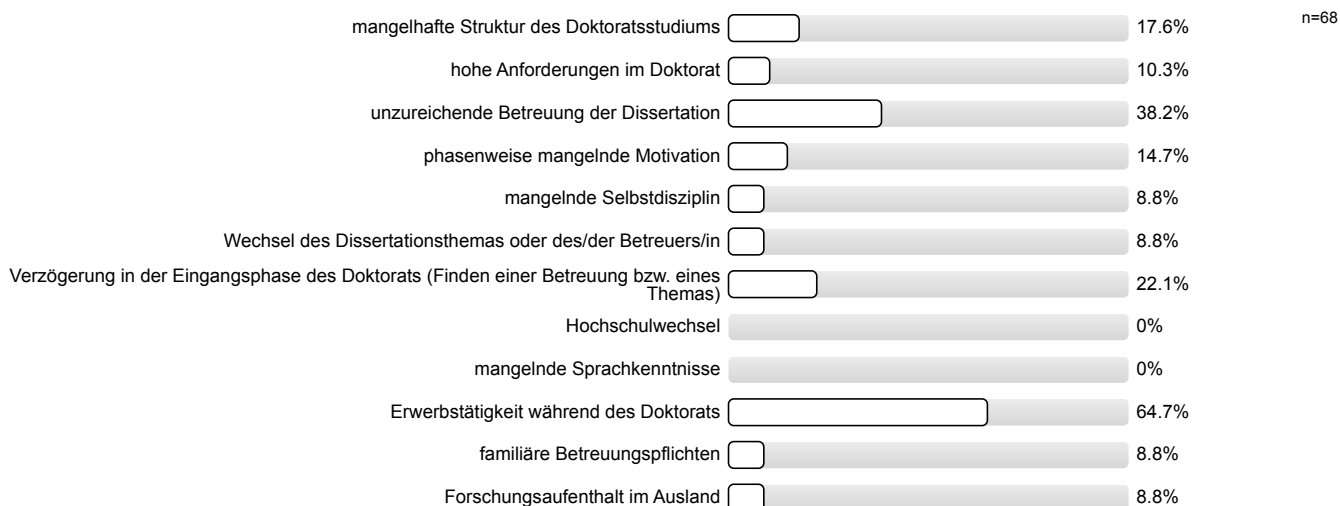 mangelhafte Struktur des Doktoratsstudiums 17.6% n=68
hohe Anforderungen im Doktorat 10.3%
unzureichende Betreuung der Dissertation 38.2%
phasenweise mangelnde Motivation 14.7%
mangelnde Selbstdisziplin 8.8%
Wechsel des Dissertationsthemas oder des/der Betreuers/in 8.8%
Verzögerung in der Eingangsphase des Doktorats (Finden einer Betreuung bzw. eines
Themas) 22.1%
Hochschulwechsel 0%
mangelnde Sprachkenntnisse 0%
Erwerbstätigkeit während des Doktorats 64.7%
familiäre Betreuungspflichten 8.8%
Forschungsaufenthalt im Ausland 8.8%